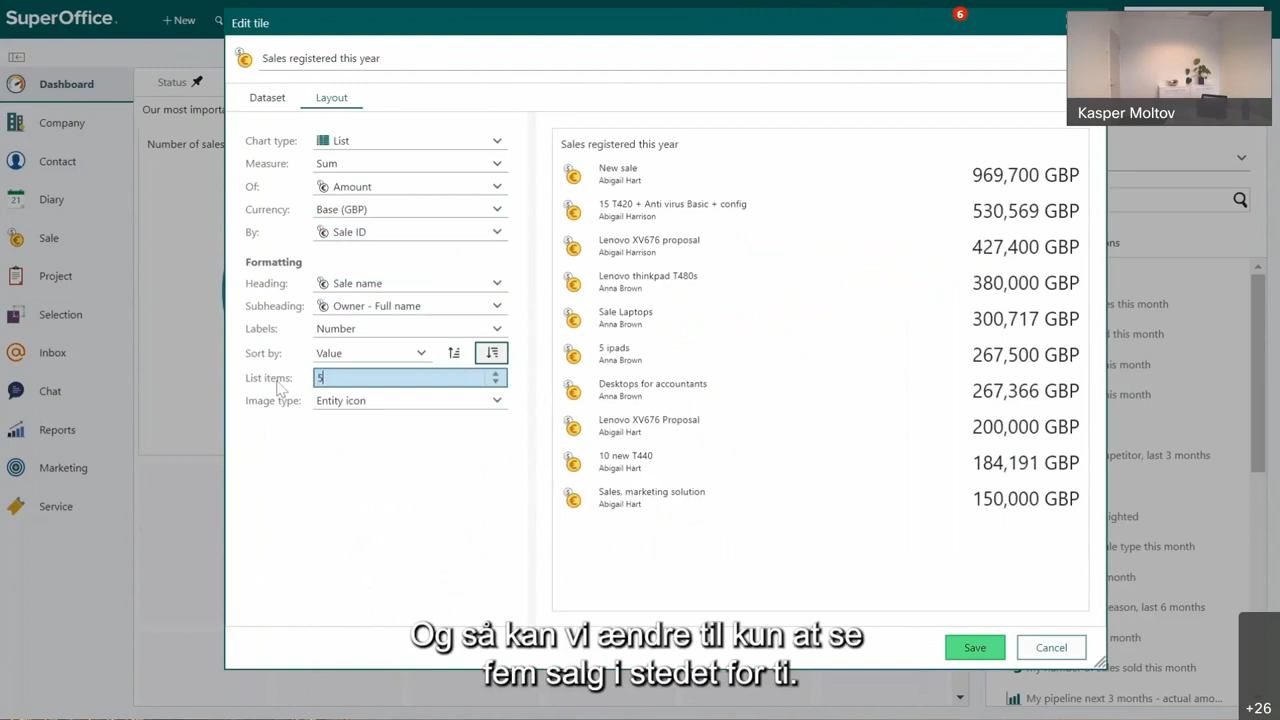 SuperOffice.
New
Edit tile
6
Sales registered this year
Kasper Moltov
Dashboard
Company
Contact
Diary
Sale
Project
Selection
Inbox
Chat
Reports
Marketing
Service
Status
Our most importa
Number of sales
Dataset
Layout
Chart type: List
Measure: Sum
Of: Amount
Currency: Base (GBP)
By: Sale ID
Formatting
Heading: Sale name
Subheading: Owner - Full name
Labels: Number
Sort by: Value
List items: 5
Image type: Entity icon
Sales registered this year
New sale
Abigail Hart
969,700 GBP
15 T420 + Anti virus Basic + config
Abigail Harrison
530,569 GBP
Lenovo XV676 proposal
Abigail Harrison
427,400 GBP
Lenovo thinkpad T480s
Anna Brown
380,000 GBP
Sale Laptops
Anna Brown
300,717 GBP
5 ipads
Anna Brown
267,500 GBP
Desktops for accountants
Anna Brown
267,366 GBP
Lenovo XV676 Proposal
Abigail Hart
200,000 GBP
10 new T440
Abigail Hart
184,191 GBP
Sales, marketing solution
Abigail Hart
150,000 GBP
Save
Cancel
ons
es this month
d this month
this month
petitor, last 3 months
ighted
le type this month
month
eason, last 6 months
this month
My number of sales sold this month
My pipeline next 3 months - actual amo...
+26
Og så kan vi ændre til kun at se
fem salg i stedet for ti.